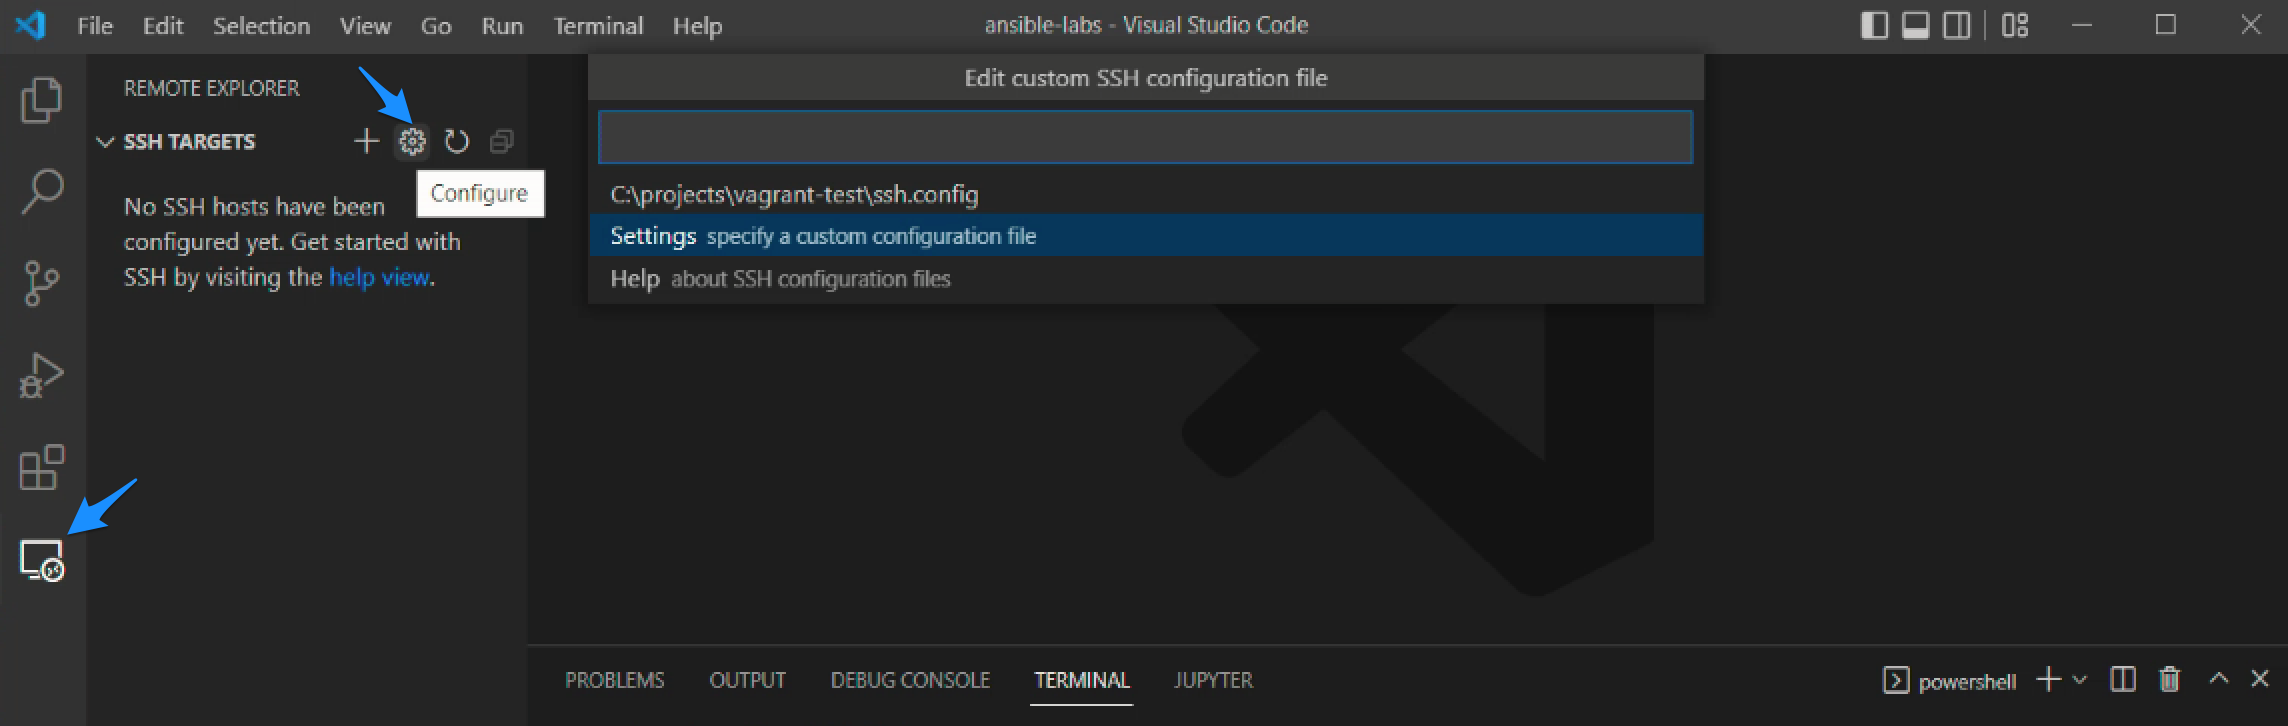 File Edit Selection View Go Run Terminal Help
ansible-labs - Visual Studio Code
REMOTE EXPLORER
SSH TARGETS
Configure
No SSH hosts have been
configured yet. Get started with
SSH by visiting the help view.
Edit custom SSH configuration file
C:\projects\vagrant-test\ssh.config
Settings specify a custom configuration file
Help about SSH configuration files
PROBLEMS OUTPUT DEBUG CONSOLE TERMINAL JUPYTER
powershell